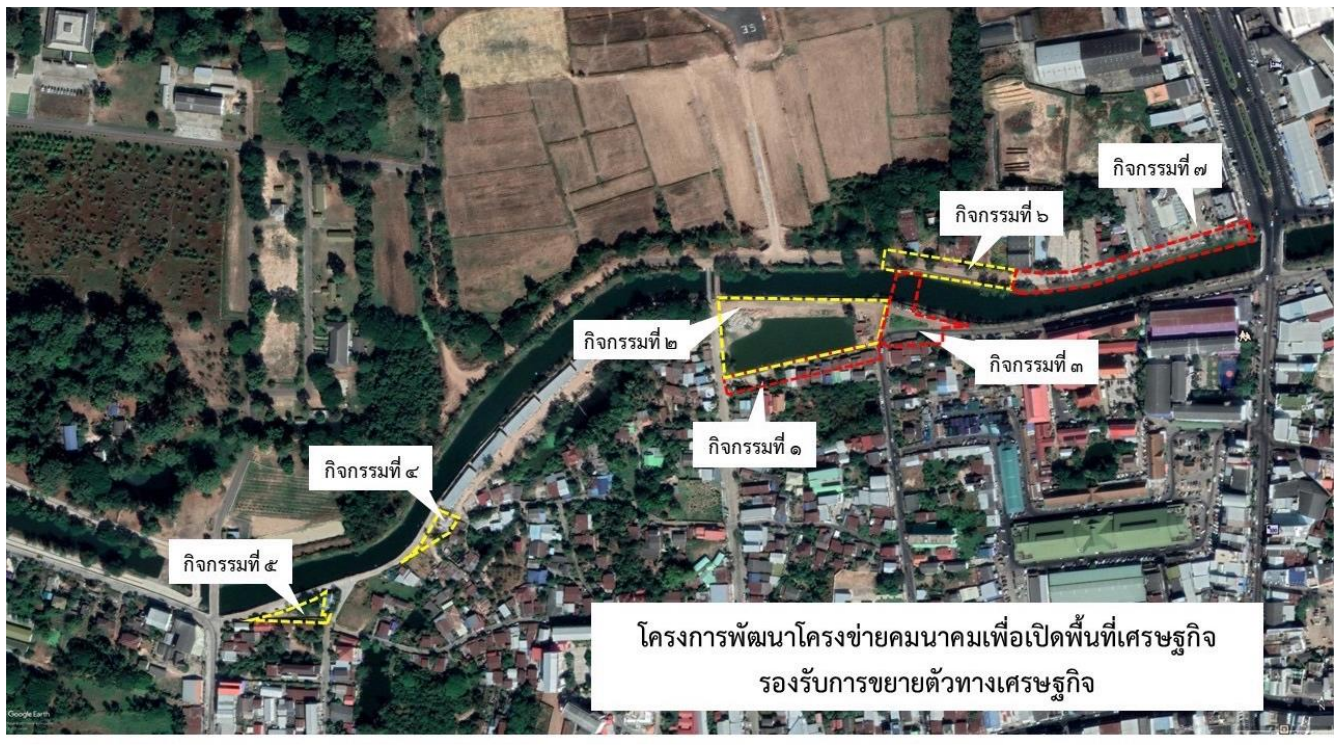 35
กิจกรรมที่ ๗
กิจกรรมที่ ๖
กิจกรรมที่ ๒
กิจกรรมที่ ๓
กิจกรรมที่ ๑
กิจกรรมที่ ๔
กิจกรรมที่ ๕
โครงการพัฒนาโครงข่ายคมนาคมเพื่อเปิดพื้นที่เศรษฐกิจ
รองรับการขยายตัวทางเศรษฐกิจ
Google Earth
N